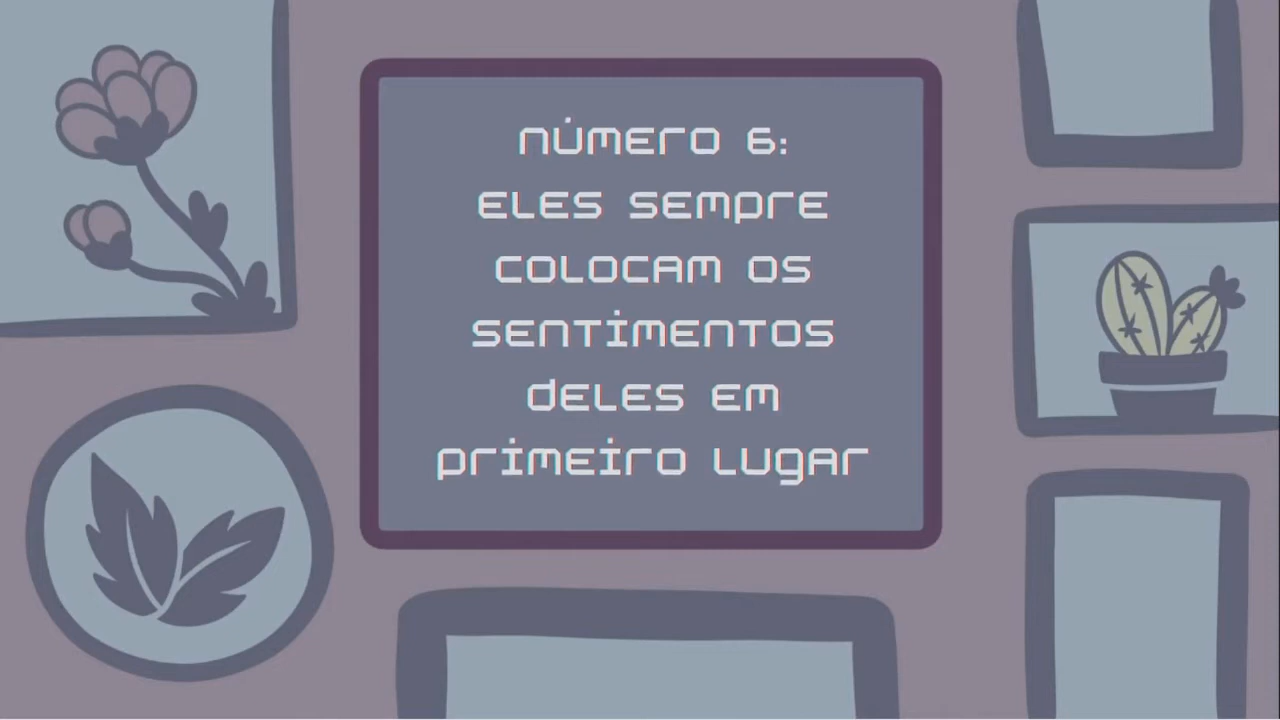 NÚMERO 6:
ELES SEMPRE
COLOCAM OS
SENTIMENTOS
DELES EM
PRIMEIRO LUGAR